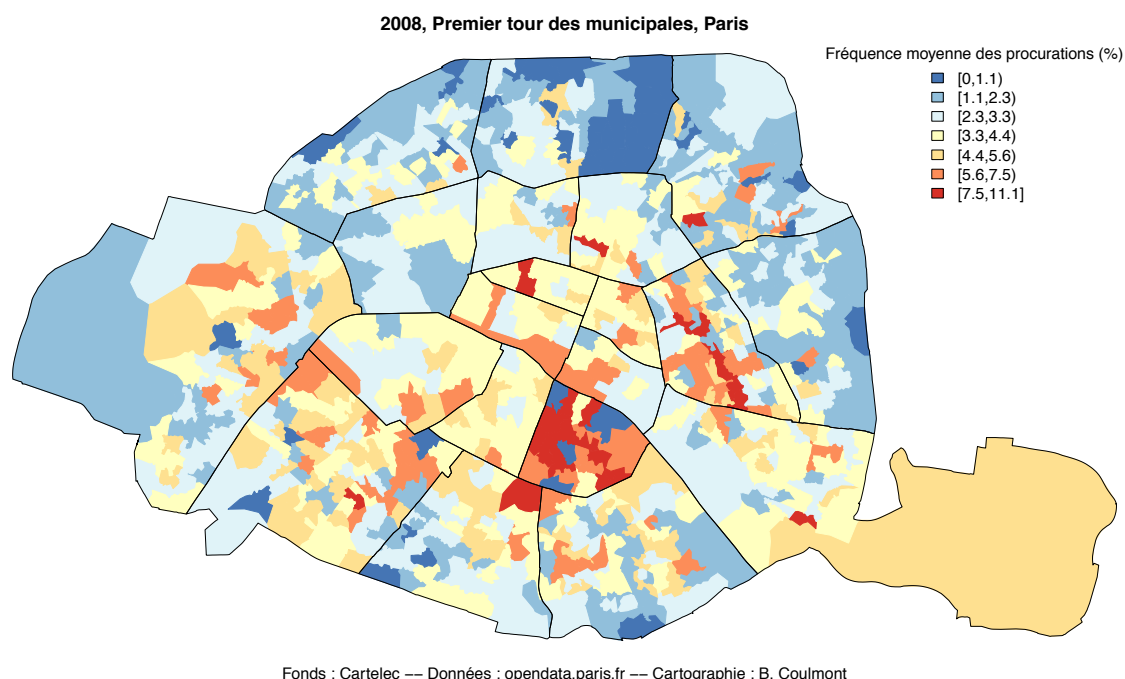 2008, Premier tour des municipales, Paris
Fréquence moyenne des procurations (%)
[0,1.1)
[1.1,2.3)
[2.3,3.3)
[3.3,4.4)
[4.4,5.6)
[5.6,7.5)
[7.5,11.1]
Fonds : Cartelec −− Données : opendata.paris.fr −− Cartographie : B. Coulmont